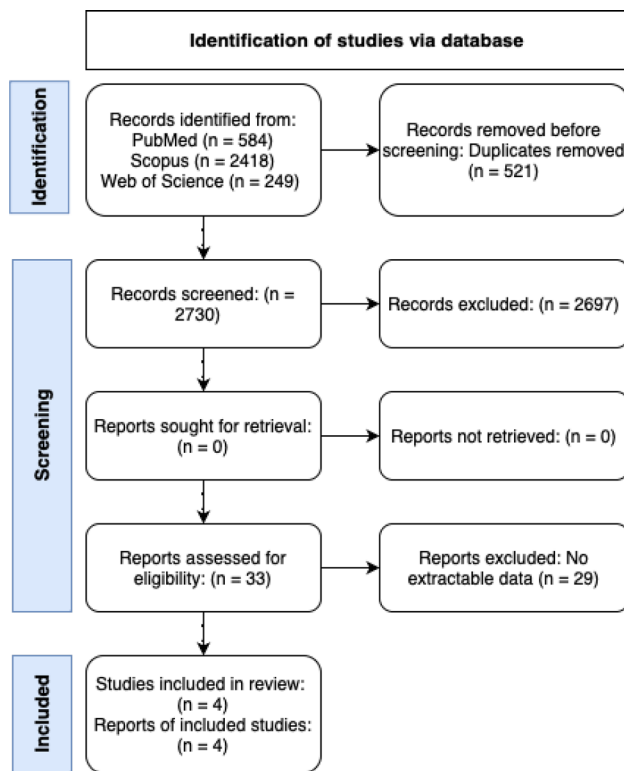 Identification of studies via database
Identification
Records identified from:
PubMed (n = 584)
Scopus (n = 2418)
Web of Science (n = 249)
Records removed before
screening: Duplicates removed
(n = 521)
Screening
Records screened: (n =
2730)
Records excluded: (n = 2697)
Reports sought for retrieval:
(n = 0)
Reports not retrieved: (n = 0)
Reports assessed for
eligibility: (n = 33)
Reports excluded: No
extractable data (n = 29)
Included
Studies included in review:
(n = 4)
Reports of included studies:
(n = 4)